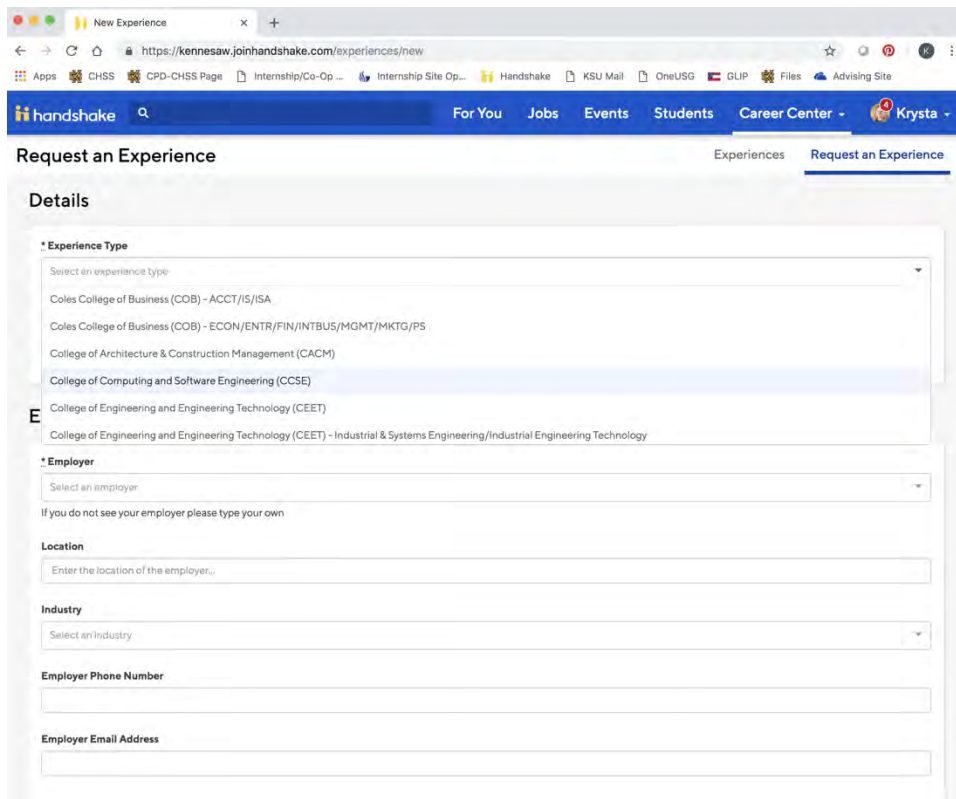 New Experience × +
https://kennesaw.joinhandshake.com/experiences/new K
Apps CHSS CPD-CHSS Page Internship/Co-Op ... Internship Site Op... Handshake KSU Mail OneUSG GLIP Files Advising Site
handshake For You Jobs Events Students Career Center 4 Krysta
Request an Experience Experiences Request an Experience
Details
* Experience Type
Select an experience type
Coles College of Business (COB) - ACCT/IS/ISA
Coles College of Business (COB) - ECON/ENTR/FIN/INTBUS/MGMT/MKTG/PS
College of Architecture & Construction Management (CACM)
College of Computing and Software Engineering (CCSE)
College of Engineering and Engineering Technology (CEET)
E
College of Engineering and Engineering Technology (CEET) - Industrial & Systems Engineering/Industrial Engineering Technology
* Employer
Select an employer
If you do not see your employer please type your own
Location
Enter the location of the employer...
Industry
Select an industry
Employer Phone Number
Employer Email Address